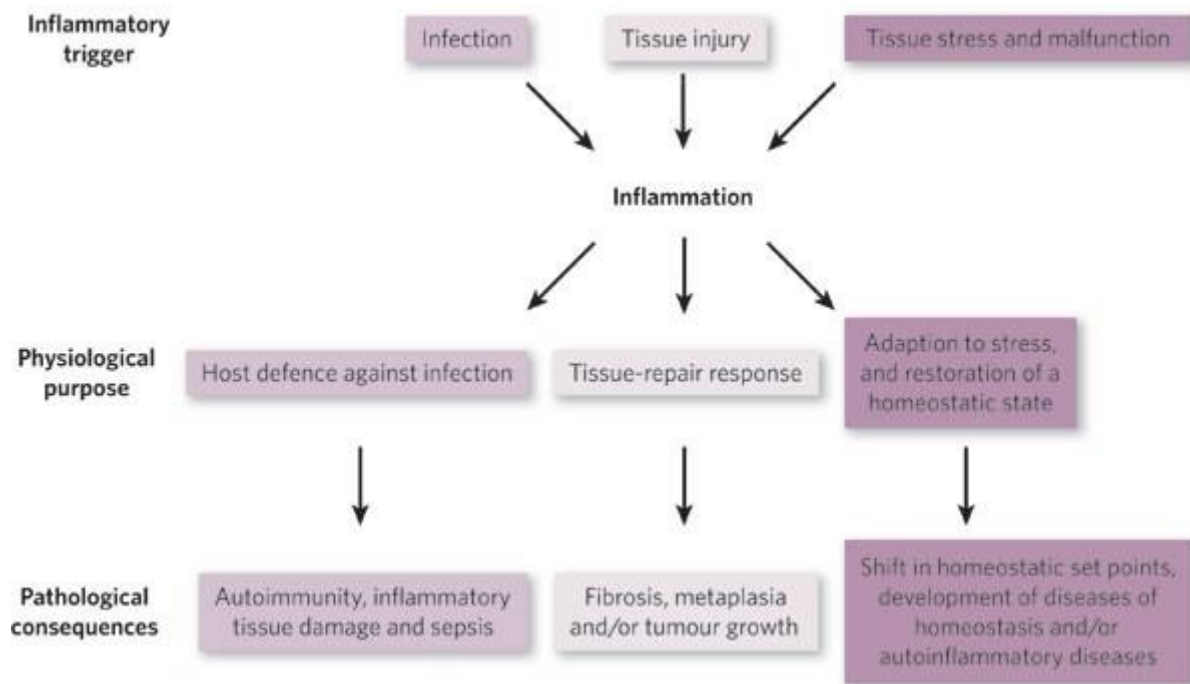 Inflammatory
trigger
Infection
Tissue injury
Tissue stress and malfunction
Inflammation
Physiological
purpose
Host defence against infection
Tissue-repair response
Adaption to stress,
and restoration of a
homeostatic state
Pathological
consequences
Autoimmunity, inflammatory
tissue damage and sepsis
Fibrosis, metaplasia
and/or tumour growth
Shift in homeostatic set points,
development of diseases of
homeostasis and/or
autoinflammatory diseases